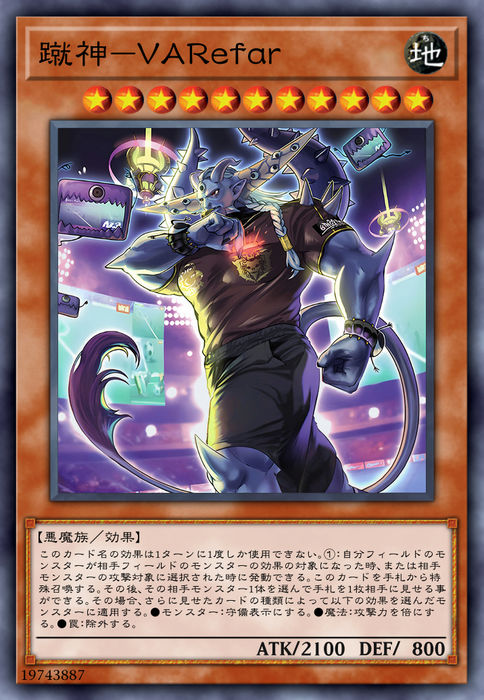 蹴神－VARefar
地
【悪魔族／効果】
このカード名の効果は1ターンに1度しか使用できない。①：自分フィールドのモ
ンスターが相手フィールドのモンスターの効果の対象になった時、または相手
モンスターの攻撃対象に選択された時に発動できる。このカードを手札から特
殊召喚する。その後、その相手モンスター1体を選んで手札を1枚相手に見せる事
ができる。その場合、さらに見せたカードの種類によって以下の効果を選んだモ
ンスターに適用する。●モンスター：守備表示にする。●魔法：攻撃力を倍にす
る。●罠：除外する。
ATK/2100 DEF/ 800
19743887